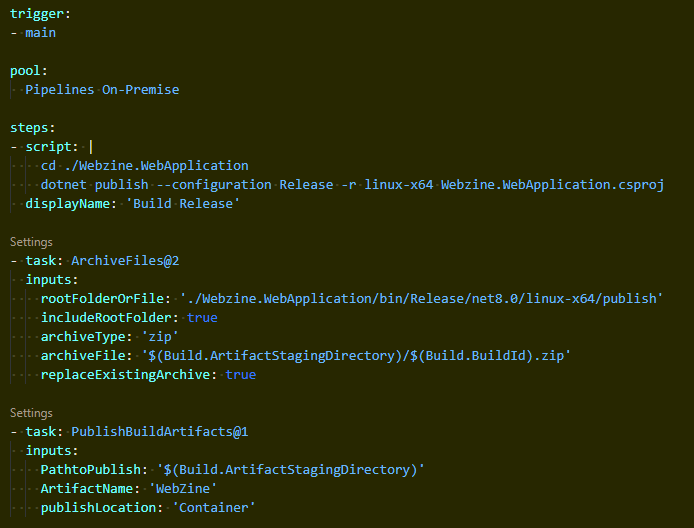 trigger:
- main
pool:
Pipelines On-Premise
steps:
- script: |
cd ./Webzine.WebApplication
dotnet publish --configuration Release -r linux-x64 Webzine.WebApplication.csproj
displayName: 'Build Release'
Settings
- task: ArchiveFiles@2
inputs:
rootFolderOrFile: './Webzine.WebApplication/bin/Release/net8.0/linux-x64/publish'
includeRootFolder: true
archiveType: 'zip'
archiveFile: '$(Build.ArtifactStagingDirectory)/$(Build.BuildId).zip'
replaceExistingArchive: true
Settings
- task: PublishBuildArtifacts@1
inputs:
PathtoPublish: '$(Build.ArtifactStagingDirectory)'
ArtifactName: 'WebZine'
publishLocation: 'Container'